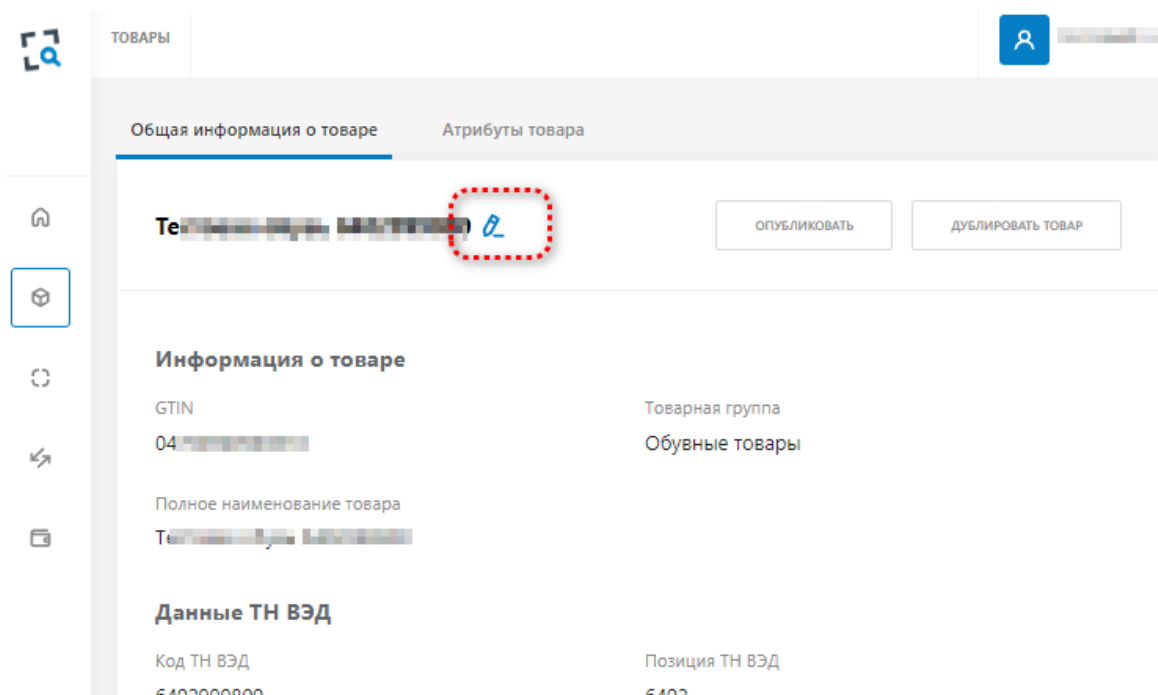 ТОВАРЫ
Общая информация о товаре Атрибуты товара
ОПУБЛИКОВАТЬ ДУБЛИРОВАТЬ ТОВАР
Информация о товаре
GTIN Товарная группа
04 Обувные товары
Полное наименование товара
Данные ТН ВЭД
Код ТН ВЭД Позиция ТН ВЭД